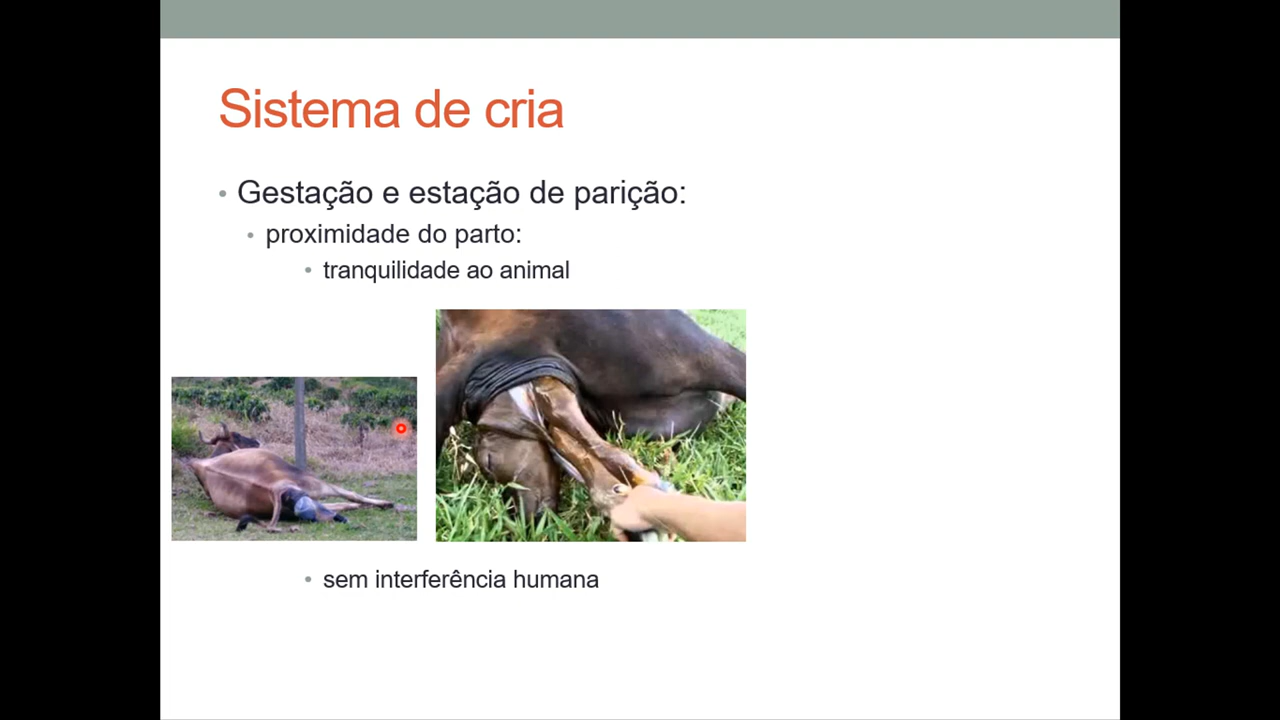 Sistema de cria
• Gestação e estação de parição:
• proximidade do parto:
• tranquilidade ao animal
• sem interferência humana